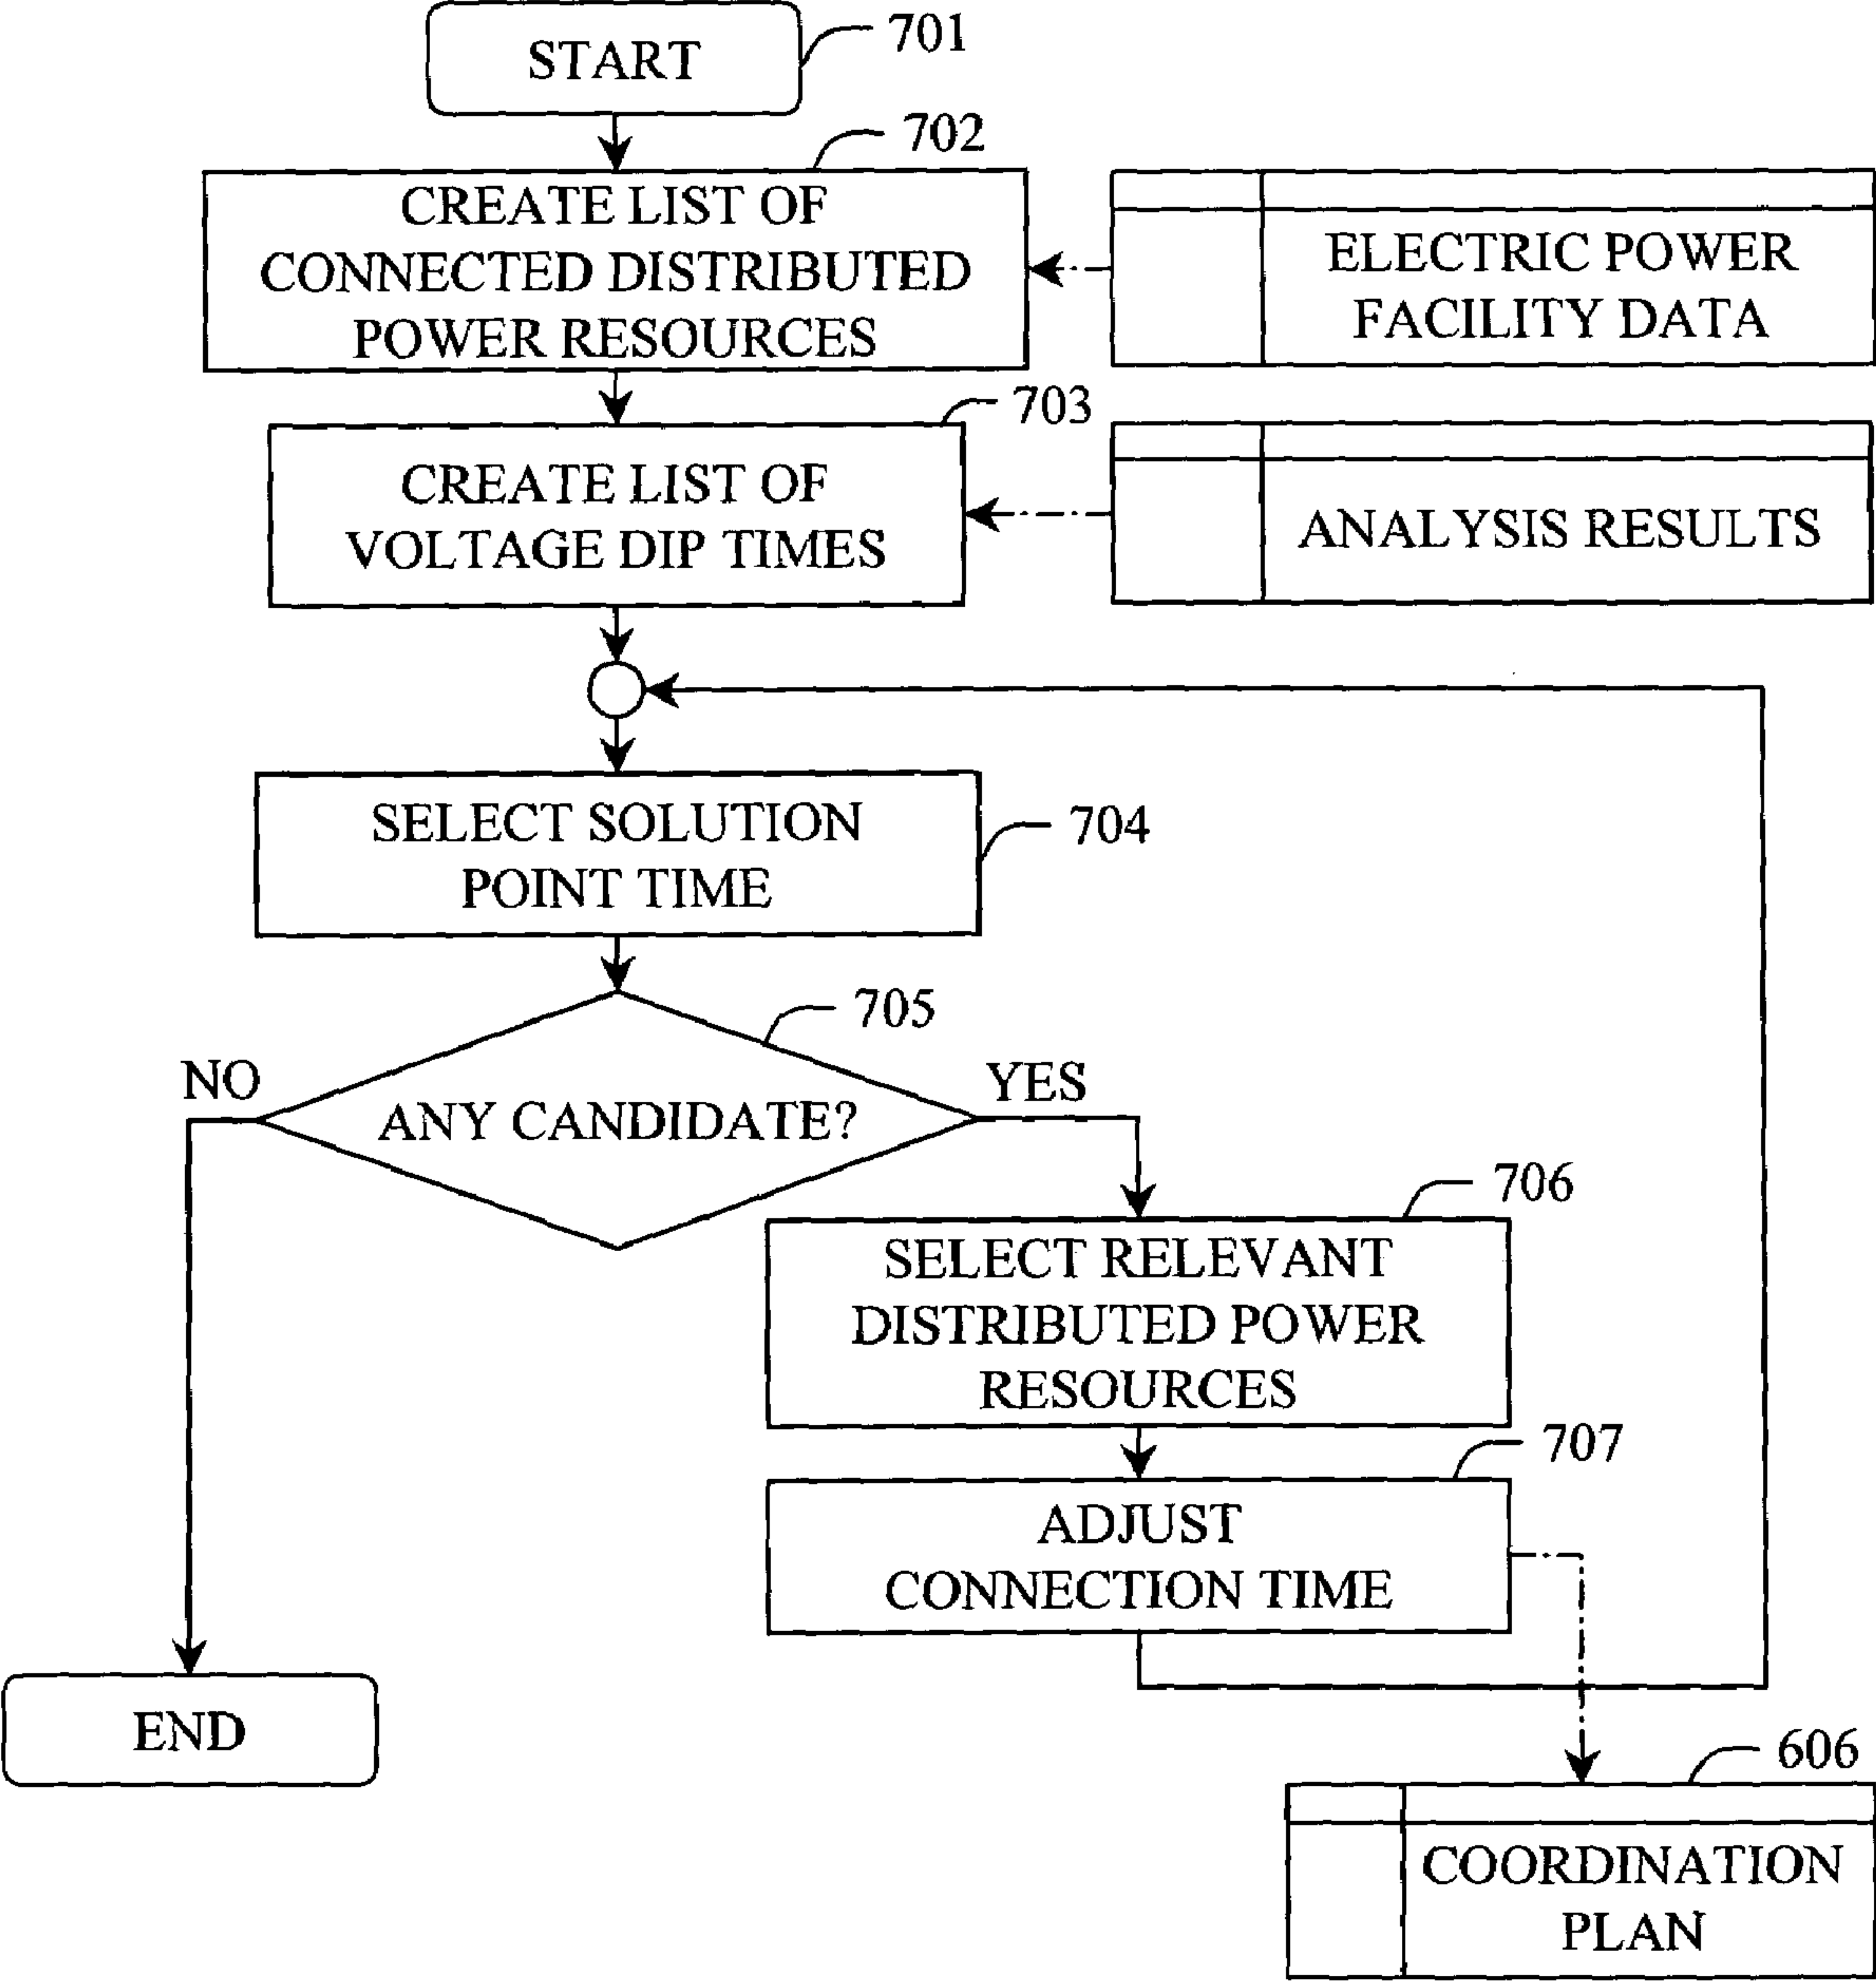 START
701
702
CREATE LIST OF
CONNECTED DISTRIBUTED
POWER RESOURCES
ELECTRIC POWER
FACILITY DATA
703
CREATE LIST OF
VOLTAGE DIP TIMES
ANALYSIS RESULTS
SELECT SOLUTION
POINT TIME
704
705
NO
YES
ANY CANDIDATE?
706
SELECT RELEVANT
DISTRIBUTED POWER
RESOURCES
707
ADJUST
CONNECTION TIME
END
606
COORDINATION
PLAN